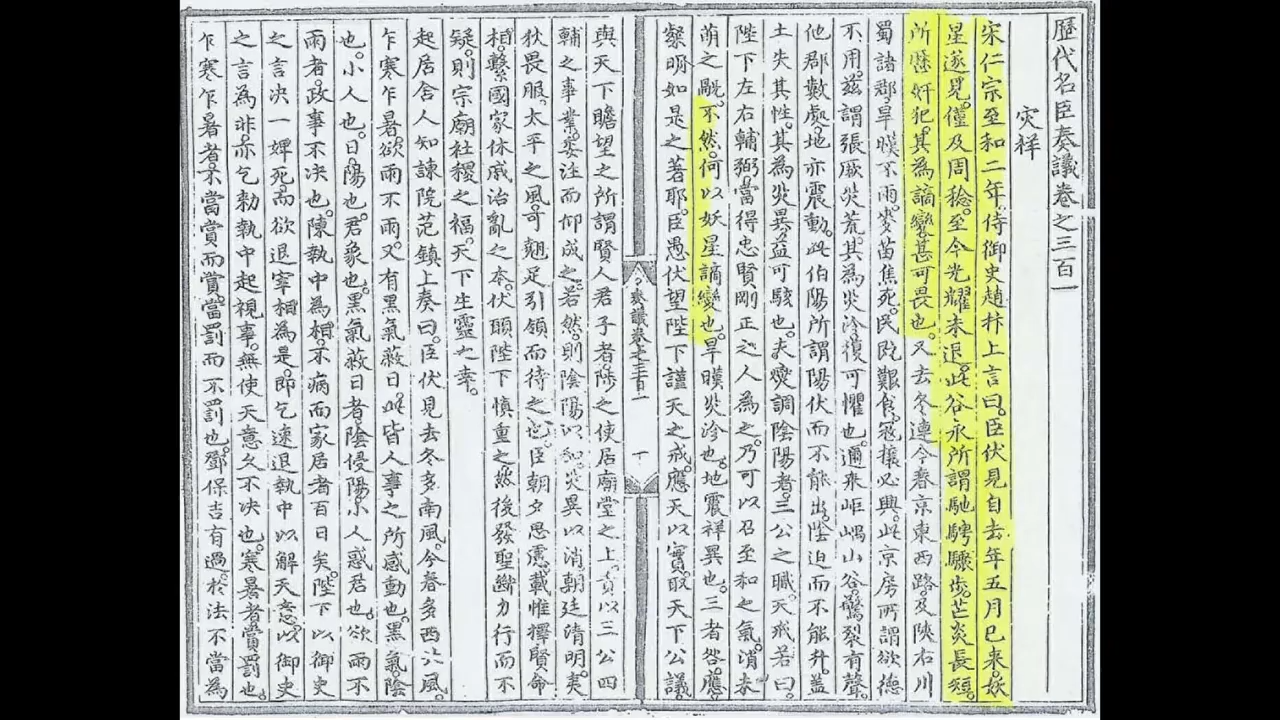 歷代名臣奏議卷之三百一
灾祥
宋仁宗至和二年侍御史趙抃上言曰。臣伏見自去年五月已来。妖
星遂見。僅及周稔。至今光耀未退。此谷永所謂馳騁驟步。芒炎長短。
所歷奸犯。其為謫變甚可畏也。又去冬連今春京東西路。及陝右川
蜀諸郡旱暵不雨。麥苗焦死。民既艱食。寇攘必興。此京房所謂欲德
不用。兹謂張厥灾荒。其為災沴。復可懼也。邇來岠嵎山谷。驚裂有聲。
他郡數處。地亦震動。此伯陽所謂陽伏而不能出。陰迫而不能升。盖
土失其性。其為災異。益可駭也。夫燮調陰陽者。三公之職。天戒若曰。
陛下左右輔弼。當得忠賢剛正之人為之。乃可以召至和之氣。消未
萌之。不然。何以妖星謫變也。旱暵災沴也。地震祥異也。三者咎應。
粲明如是之著耶。臣愚伏望陛下謹天之戒。應天以實。取天下公議
奏議卷之三百一
一
與天下瞻望之所謂賢人君子者。陟之使居廟堂之上。責以三公四
輔之事業。委注而仰成之。若然。則陰陽以和。災異以消。朝廷清明。夷
狄畏服。太平之風。可翹足引領而待之也。臣朝夕思慮。載惟擇賢命
相。繫國家休戚治亂之本。伏願陛下慎重之。然後發聖斷。力行而不
疑。則宗廟社稷之福。天下生靈之幸。
起居舍人知諫院范鎮上奏曰。臣伏見去冬多南風。今春多西北風。
乍寒乍暑。欲雨不雨。又有黑氣蔽日。此皆人事之所感動也。黑氣。陰
也。小人也。日。陽也。君象也。黑氣蔽日者。陰侵陽。小人惑君也。欲雨不
雨者。政事不决也。陳執中為相。不病而家居者百日矣。陛下以御史
之言。决一婢死。而欲退宰相為是。即乞速退執中以解天意。以御史
之言為非。亦乞勑執中起視事。無使天意久不决也。寒暑者。賞罰也。
乍寒乍暑者。不當賞而賞。當罰而不罰也。鄧保吉有過。於法不當為